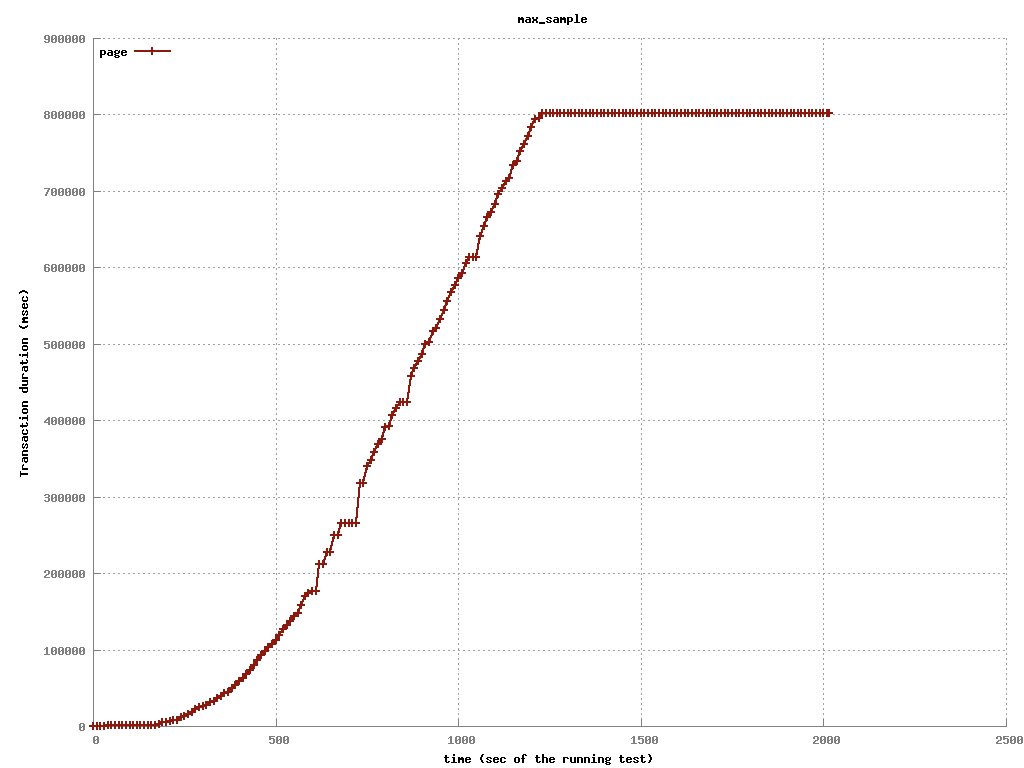 max_sample
page
900000
800000
700000
600000
500000
400000
300000
200000
100000
0
Transaction duration (msec)
0 500 1000 1500 2000 2500
time (sec of the running test)